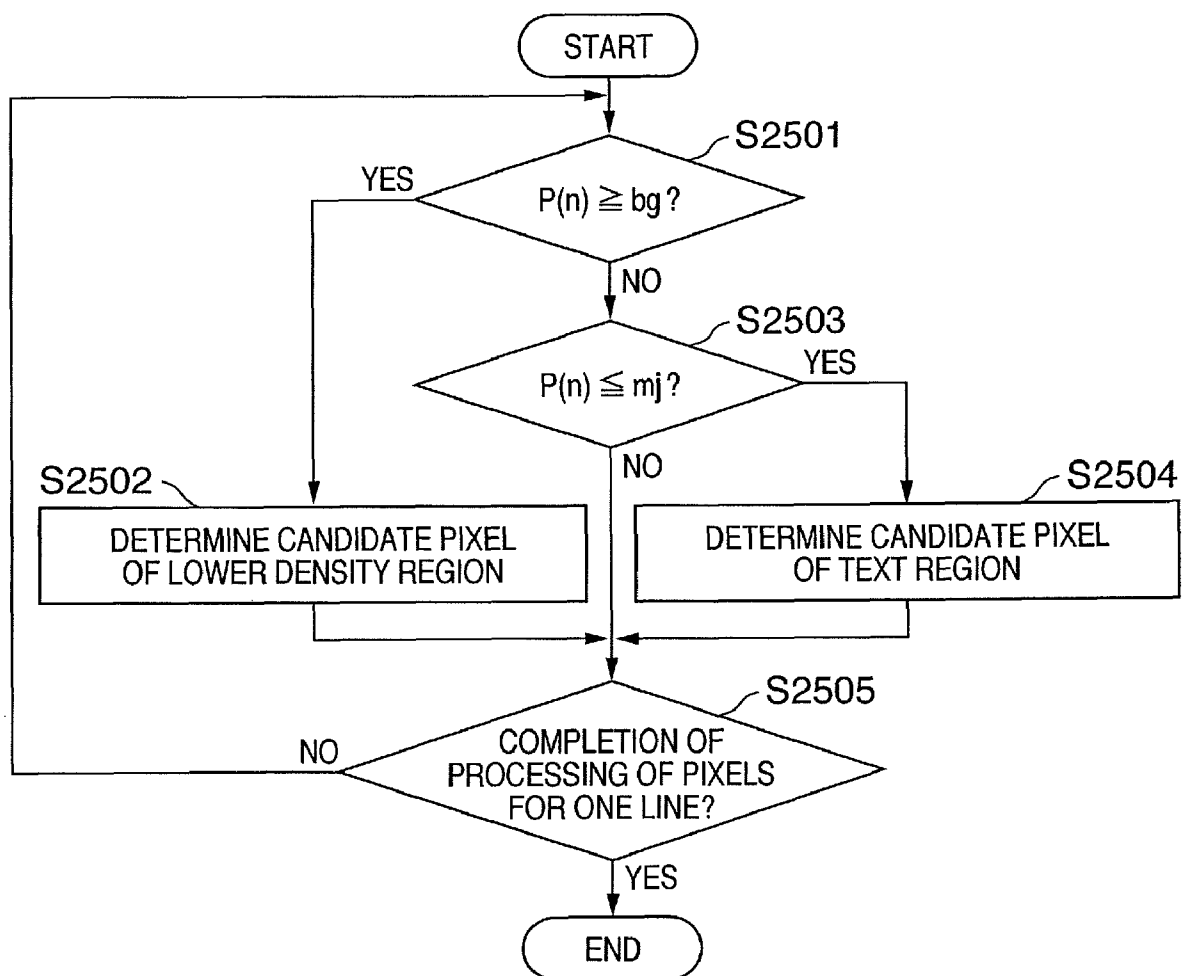 START
S2501
YES
P(n) ≧ bg?
NO
S2503
YES
P(n) ≦ mj?
NO
S2502
S2504
DETERMINE CANDIDATE PIXEL
OF LOWER DENSITY REGION
DETERMINE CANDIDATE PIXEL
OF TEXT REGION
S2505
NO
COMPLETION OF
PROCESSING OF PIXELS
FOR ONE LINE?
YES
END